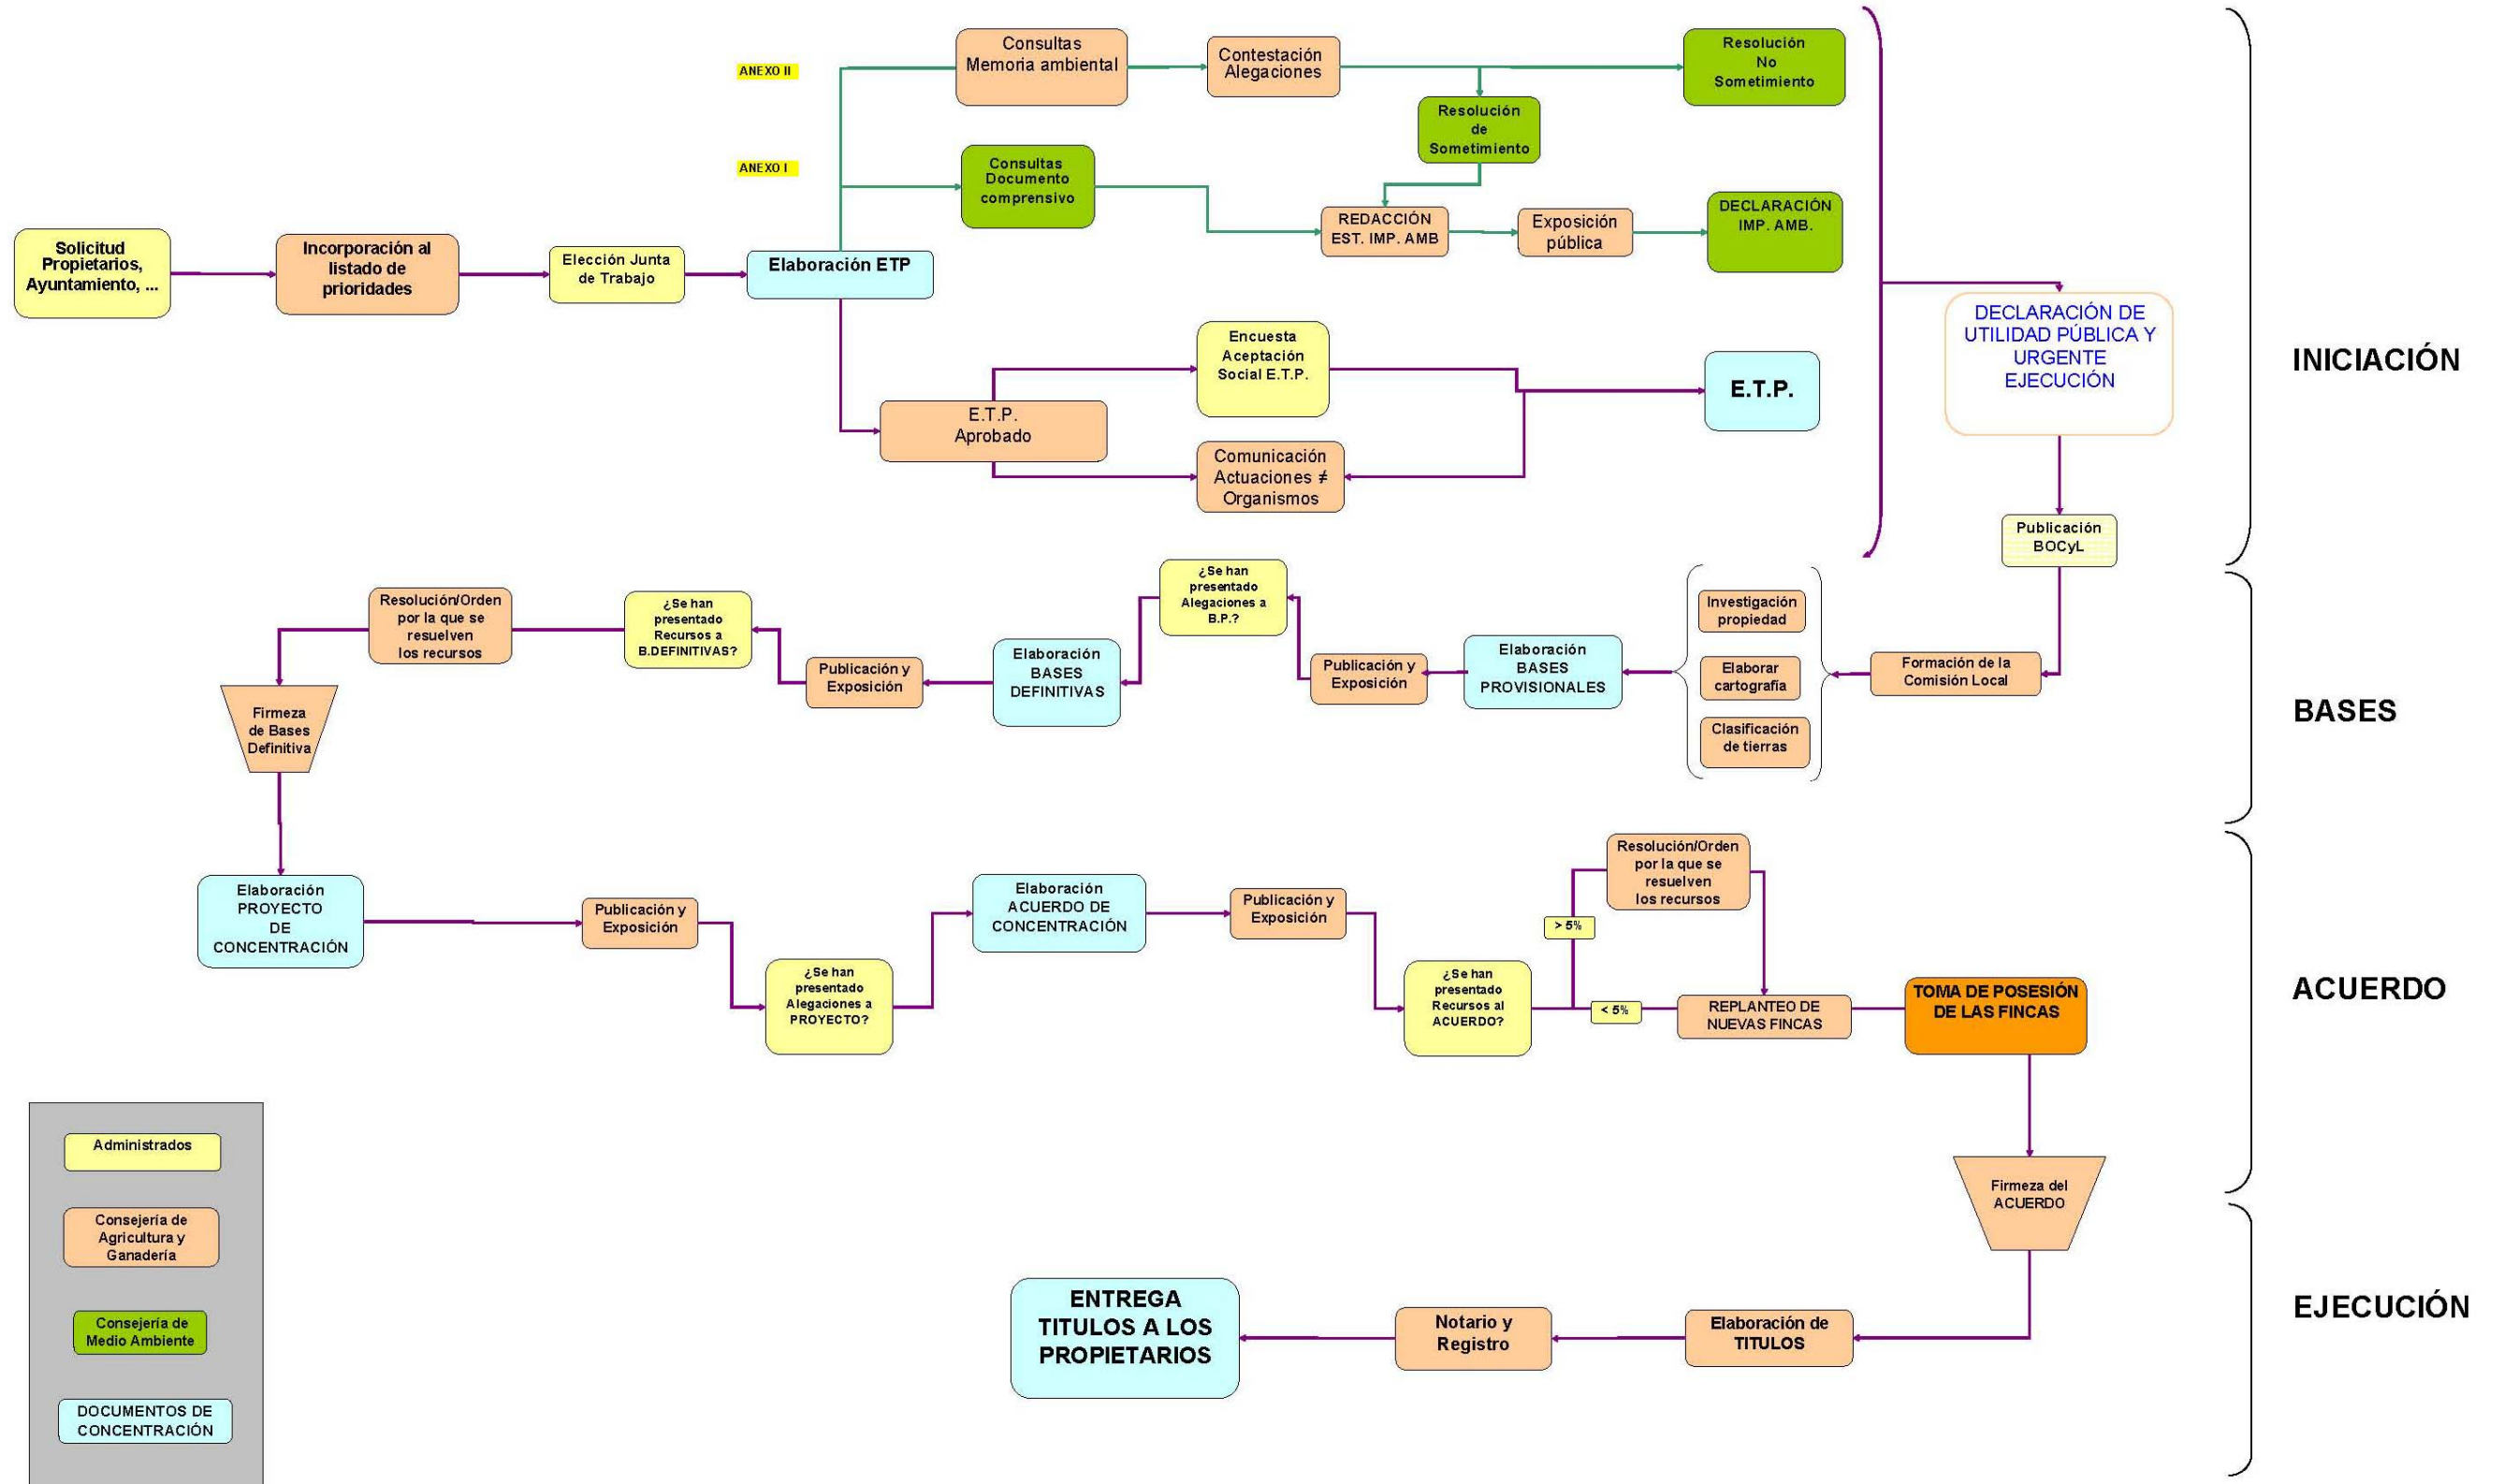 ANEXO II
Consultas
Memoria ambiental
Contestación
Alegaciones
Resolución
No
Sometimiento
Resolución
de
Sometimiento
ANEXO I
Consultas
Documento
comprensivo
REDACCIÓN
EST. IMP. AMB
Exposición
pública
DECLARACIÓN
IMP. AMB.
Solicitud
Propietarios,
Ayuntamiento, ...
Incorporación al
listado de
prioridades
Elección Junta
de Trabajo
Elaboración ETP
E.T.P.
Aprobado
Encuesta
Aceptación
Social E.T.P.
Comunicación
Actuaciones ≠
Organismos
E.T.P.
DECLARACIÓN DE
UTILIDAD PÚBLICA Y
URGENTE
EJECUCIÓN
INICIACIÓN
Publicación
BOCyL
Formación de la
Comisión Local
Investigación
propiedad
Elaborar
cartografía
Clasificación
de tierras
Elaboración
BASES
PROVISIONALES
Publicación y
Exposición
¿Se han
presentado
Alegaciones a
B.P.?
Elaboración
BASES
DEFINITIVAS
Publicación y
Exposición
¿Se han
presentado
Recursos a
B.DEFINITIVAS?
Resolución/Orden
por la que se
resuelven
los recursos
Firmeza
de Bases
Definitiva
BASES
Elaboración
PROYECTO
DE
CONCENTRACIÓN
Publicación y
Exposición
¿Se han
presentado
Alegaciones a
PROYECTO?
Elaboración
ACUERDO DE
CONCENTRACIÓN
Publicación y
Exposición
¿Se han
presentado
Recursos al
ACUERDO?
> 5%
Resolución/Orden
por la que se
resuelven
los recursos
< 5%
REPLANTEO DE
NUEVAS FINCAS
TOMA DE POSESIÓN
DE LAS FINCAS
ACUERDO
Firmeza del
ACUERDO
Elaboración de
TITULOS
Notario y
Registro
ENTREGA
TITULOS A LOS
PROPIETARIOS
EJECUCIÓN
Administrados
Consejería de
Agricultura y
Ganadería
Consejería de
Medio Ambiente
DOCUMENTOS DE
CONCENTRACIÓN